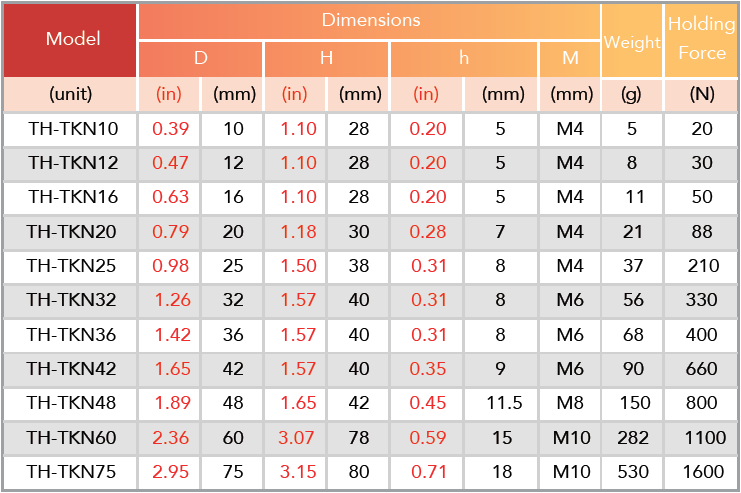 Model Dimensions Weight Holding Force
D H h M
(unit) (in) (mm) (in) (mm) (in) (mm) (mm) (g) (N)
TH-TKN10 0.39 10 1.10 28 0.20 5 M4 5 20
TH-TKN12 0.47 12 1.10 28 0.20 5 M4 8 30
TH-TKN16 0.63 16 1.10 28 0.20 5 M4 11 50
TH-TKN20 0.79 20 1.18 30 0.28 7 M4 21 88
TH-TKN25 0.98 25 1.50 38 0.31 8 M4 37 210
TH-TKN32 1.26 32 1.57 40 0.31 8 M6 56 330
TH-TKN36 1.42 36 1.57 40 0.31 8 M6 68 400
TH-TKN42 1.65 42 1.57 40 0.35 9 M6 90 660
TH-TKN48 1.89 48 1.65 42 0.45 11.5 M8 150 800
TH-TKN60 2.36 60 3.07 78 0.59 15 M10 282 1100
TH-TKN75 2.95 75 3.15 80 0.71 18 M10 530 1600